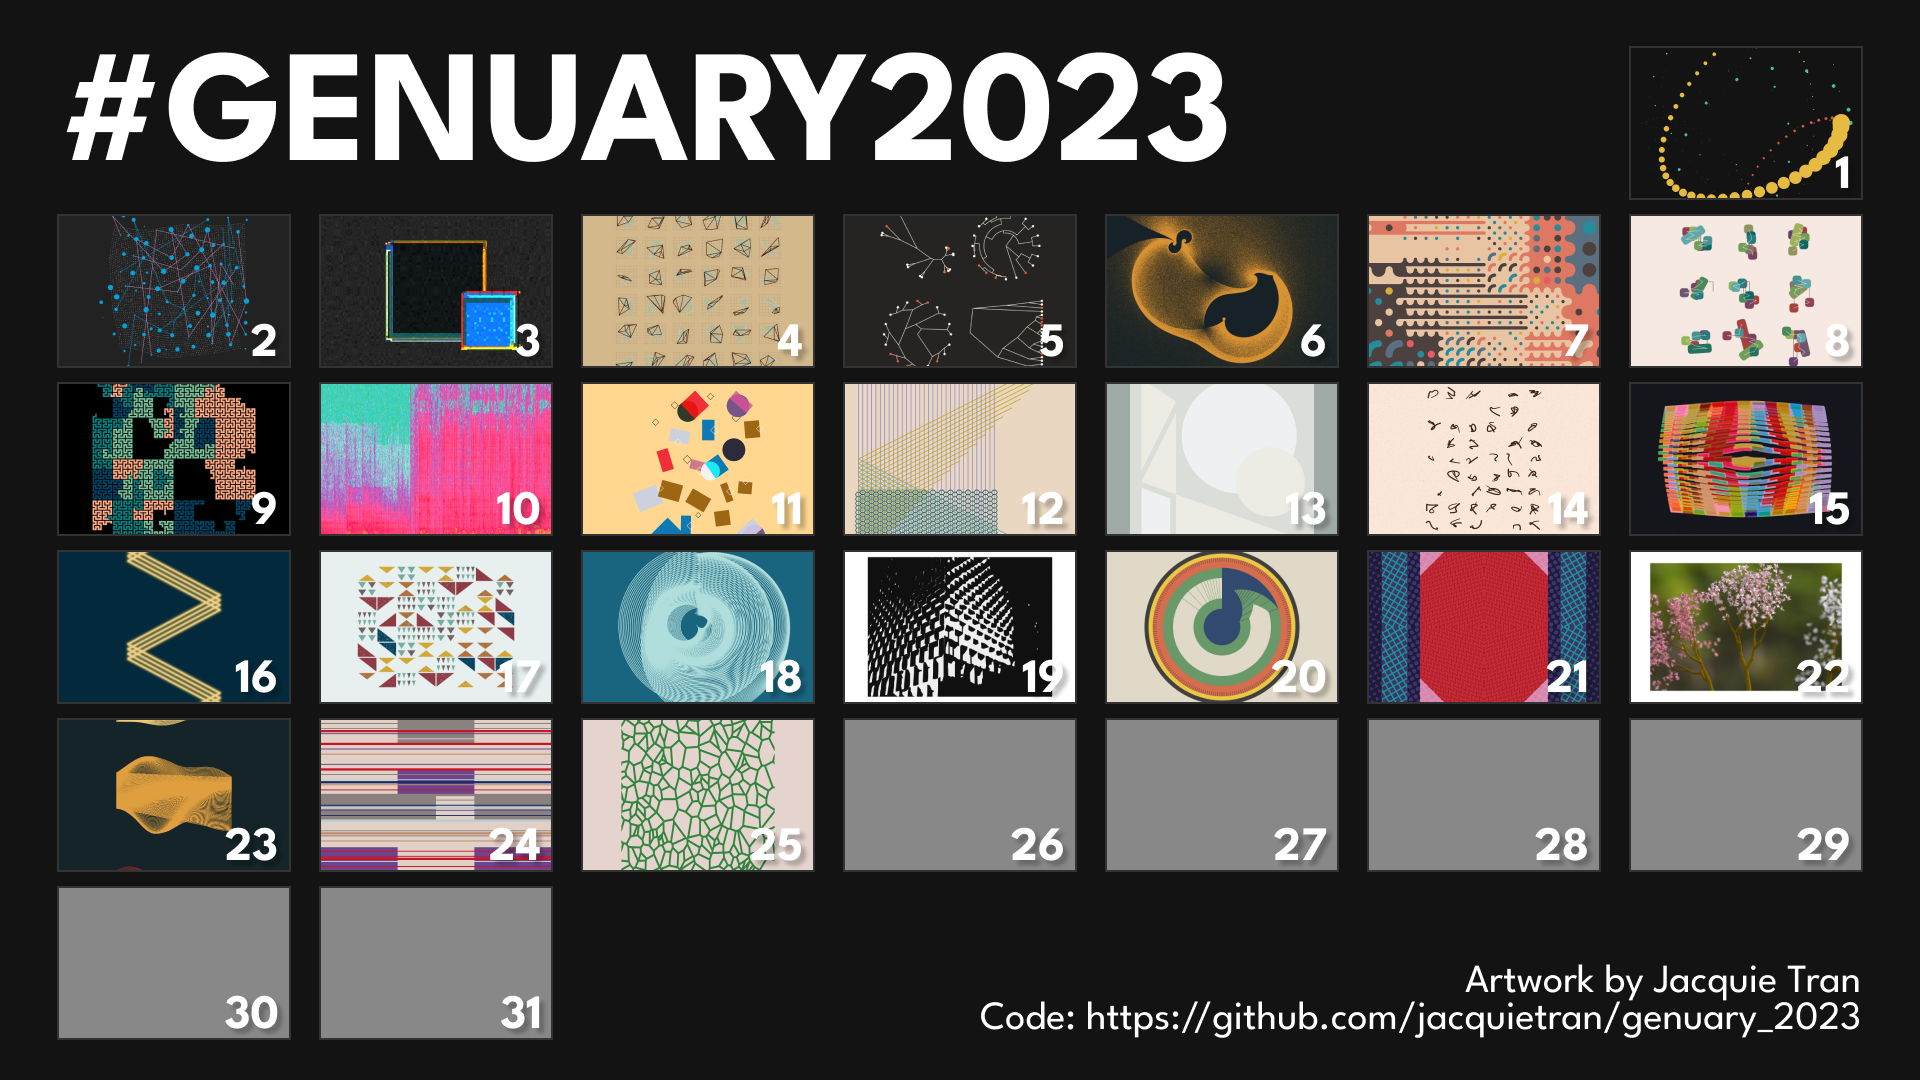 #GENUARY2023
1
2 3 4 5 6 7 8
9 10 11 12 13 14 15
16 17 18 19 20 21 22
23 24 25 26 27 28 29
30 31
Artwork by Jacquie Tran
Code: https://github.com/jacquietran/genuary_2023